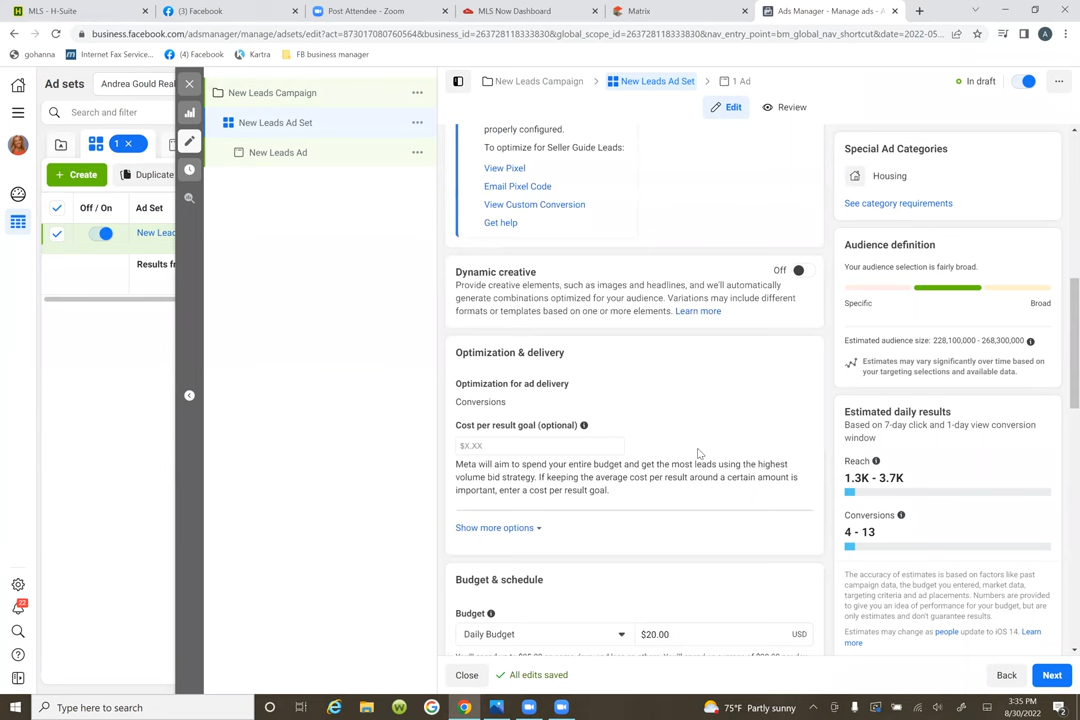 MLS - H-Suite
(3) Facebook
Post Attendee - Zoom
MLS Now Dashboard
Matrix
Ads Manager - Manage ads - A
business.facebook.com/adsmanager/manage/adsets/edit?act=873017080760564&business_id=263728118333830&global_scope_id=263728118333830&nav_entry_point=bm_global_nav_shortcut&date=2022-05...
A
gohanna
Internet Fax Service...
(4) Facebook
Kartra
FB business manager
Ad sets
Andrea Gould Real
Search and filter
1
Create
Duplicate
Off / On
Ad Set
New Leac
Results fr
New Leads Campaign
New Leads Ad Set
New Leads Ad
New Leads Campaign
New Leads Ad Set
1 Ad
In draft
Edit
Review
properly configured.
To optimize for Seller Guide Leads:
View Pixel
Email Pixel Code
View Custom Conversion
Get help
Dynamic creative
Off
Provide creative elements, such as images and headlines, and we'll automatically
generate combinations optimized for your audience. Variations may include different
formats or templates based on one or more elements. Learn more
Optimization & delivery
Optimization for ad delivery
Conversions
Cost per result goal (optional)
$X.XX
Meta will aim to spend your entire budget and get the most leads using the highest
volume bid strategy. If keeping the average cost per result around a certain amount is
important, enter a cost per result goal.
Show more options
Budget & schedule
Budget
Daily Budget
$20.00
USD
Special Ad Categories
Housing
See category requirements
Audience definition
Your audience selection is fairly broad.
Specific
Broad
Estimated audience size: 228,100,000 - 268,300,000
Estimates may vary significantly over time based on
your targeting selections and available data.
Estimated daily results
Based on 7-day click and 1-day view conversion
window
Reach
1.3K - 3.7K
Conversions
4 - 13
The accuracy of estimates is based on factors like past
campaign data, the budget you entered, market data,
targeting criteria and ad placements. Numbers are provided
to give you an idea of performance for your budget, but are
only estimates and don't guarantee results.
Estimates may change as people update to iOS 14. Learn
more
22
Close
All edits saved
Back
Next
Type here to search
75°F Partly sunny
3:35 PM
8/30/2022
2